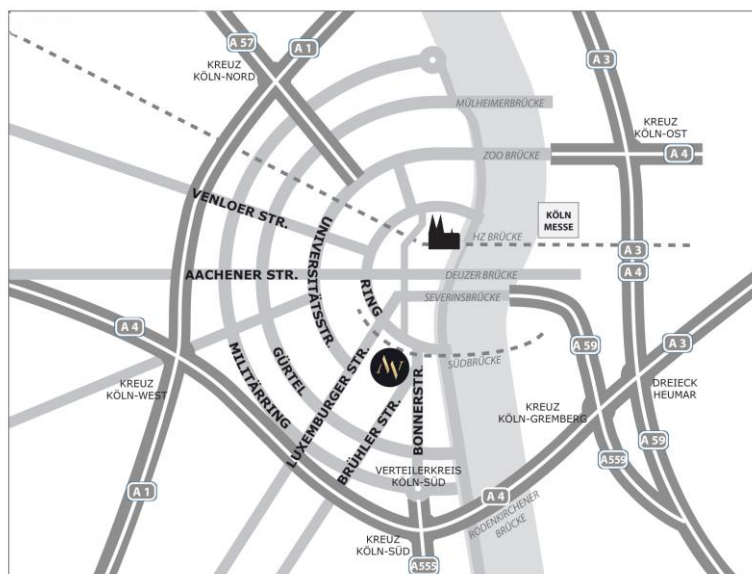 A 57
A 1
A 3
KREUZ
KÖLN-NORD
MÜLHEIMERBRÜCKE
KREUZ
KÖLN-OST
ZOO BRÜCKE
A 4
VENLOER STR.
UNIVERSITÄTSSTR.
KÖLN
MESSE
HZ BRÜCKE
A 3
A 4
AACHENER STR.
RING
DEUZER BRÜCKE
SEVERINSBRÜCKE
A 4
A 59
A 3
SÜDBRÜCKE
KREUZ
KÖLN-WEST
MILITÄRRING
GÜRTEL
LUXEMBURGER STR.
BRÜHLER STR.
BONNERSTR.
DREIECK
HEUMAR
KREUZ
KÖLN-GREMBERG
A 59
A559
VERTEILERKREIS
KÖLN-SÜD
A 1
A 4
RODENKIRCHENER
BRÜCKE
KREUZ
KÖLN-SÜD
A555